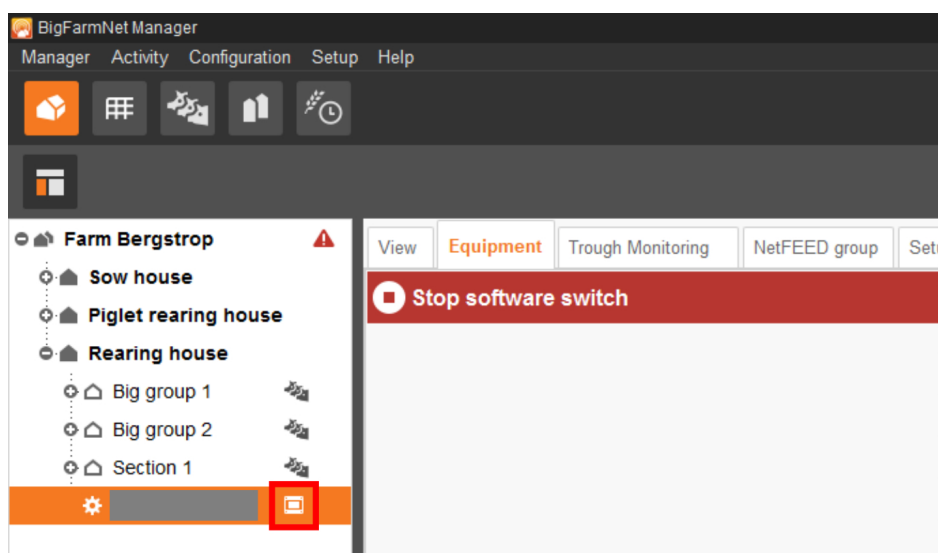 BigFarmNet Manager
Manager Activity Configuration Setup Help
Farm Bergstrop
Sow house
Piglet rearing house
Rearing house
Big group 1
Big group 2
Section 1
View Equipment Trough Monitoring NetFEED group
Stop software switch